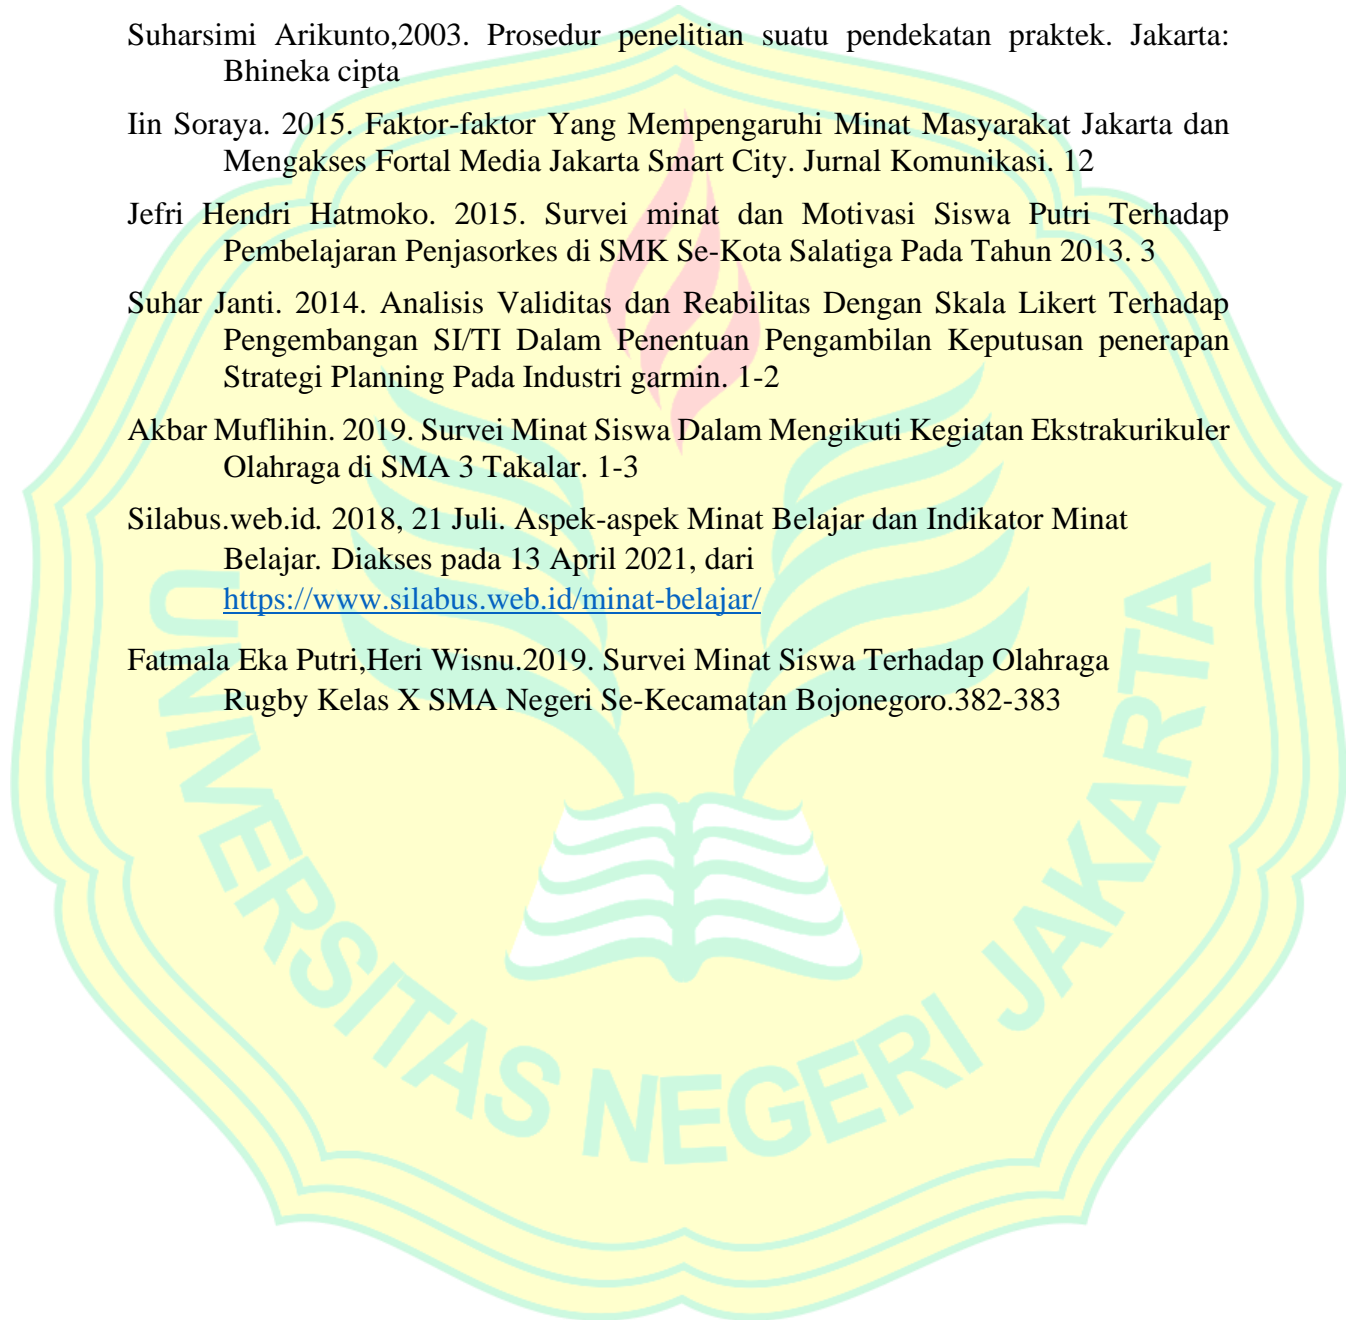 Suharsimi Arikunto,2003. Prosedur penelitian suatu pendekatan praktek. Jakarta:
Bhineka cipta
Iin Soraya. 2015. Faktor-faktor Yang Mempengaruhi Minat Masyarakat Jakarta dan
Mengakses Fortal Media Jakarta Smart City. Jurnal Komunikasi. 12
Jefri Hendri Hatmoko. 2015. Survei minat dan Motivasi Siswa Putri Terhadap
Pembelajaran Penjasorkes di SMK Se-Kota Salatiga Pada Tahun 2013. 3
Suhar Janti. 2014. Analisis Validitas dan Reabilitas Dengan Skala Likert Terhadap
Pengembangan SI/TI Dalam Penentuan Pengambilan Keputusan penerapan
Strategi Planning Pada Industri garmin. 1-2
Akbar Muflihin. 2019. Survei Minat Siswa Dalam Mengikuti Kegiatan Ekstrakurikuler
Olahraga di SMA 3 Takalar. 1-3
Silabus.web.id. 2018, 21 Juli. Aspek-aspek Minat Belajar dan Indikator Minat
Belajar. Diakses pada 13 April 2021, dari
https://www.silabus.web.id/minat-belajar/
Fatmala Eka Putri,Heri Wisnu.2019. Survei Minat Siswa Terhadap Olahraga
Rugby Kelas X SMA Negeri Se-Kecamatan Bojonegoro.382-383
UNIVERSITAS NEGERI JAKARTA